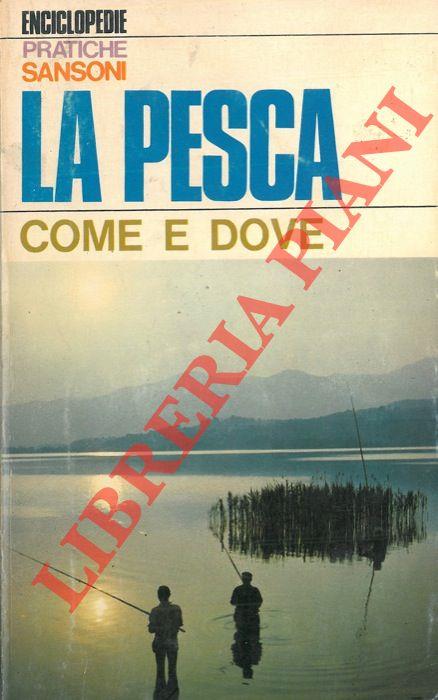 ENCICLOPEDIE
PRATICHE
SANSONI
LA PESCA
COME E DOVE
LIBRERIA PIANI